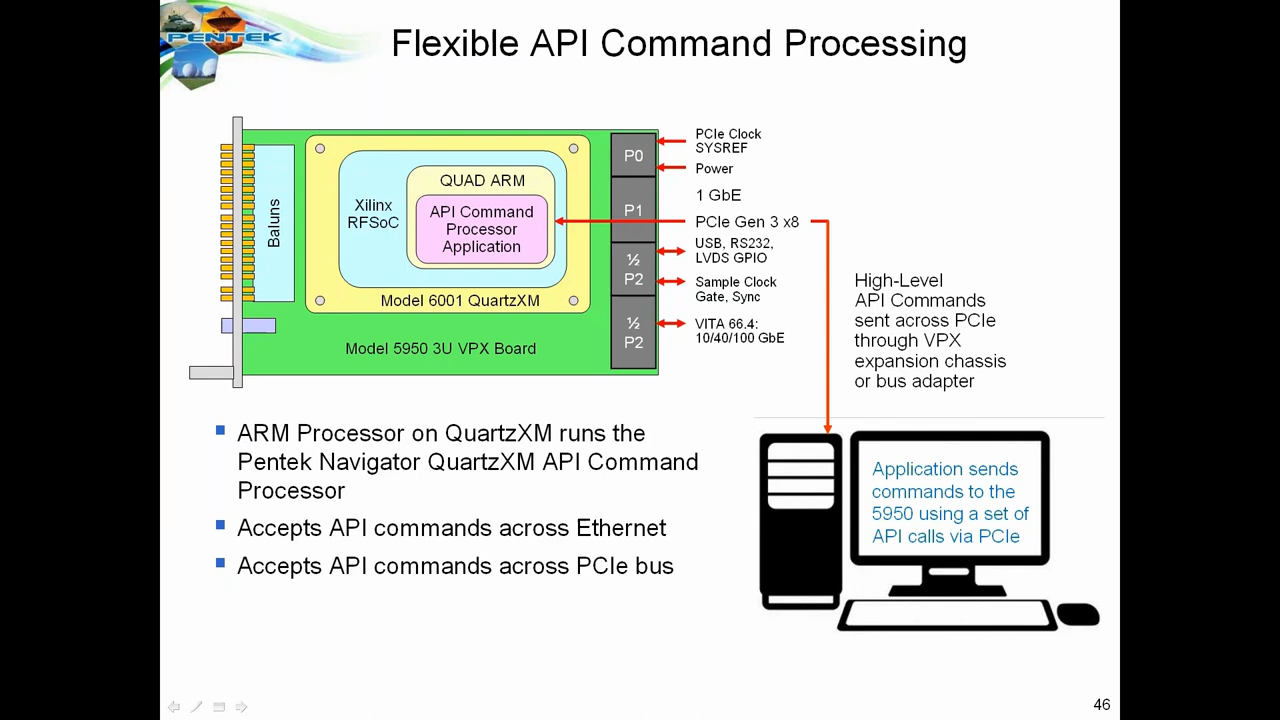 PENTEK
Flexible API Command Processing
Baluns
Xilinx
RFSoC
QUAD ARM
API Command
Processor
Application
Model 6001 QuartzXM
Model 5950 3U VPX Board
P0
P1
½
P2
½
P2
PCIe Clock
SYSREF
Power
1 GbE
PCIe Gen 3 x8
USB, RS232,
LVDS GPIO
Sample Clock
Gate, Sync
VITA 66.4:
10/40/100 GbE
High-Level
API Commands
sent across PCIe
through VPX
expansion chassis
or bus adapter
ARM Processor on QuartzXM runs the
Pentek Navigator QuartzXM API Command
Processor
Accepts API commands across Ethernet
Accepts API commands across PCIe bus
Application sends
commands to the
5950 using a set of
API calls via PCIe
46